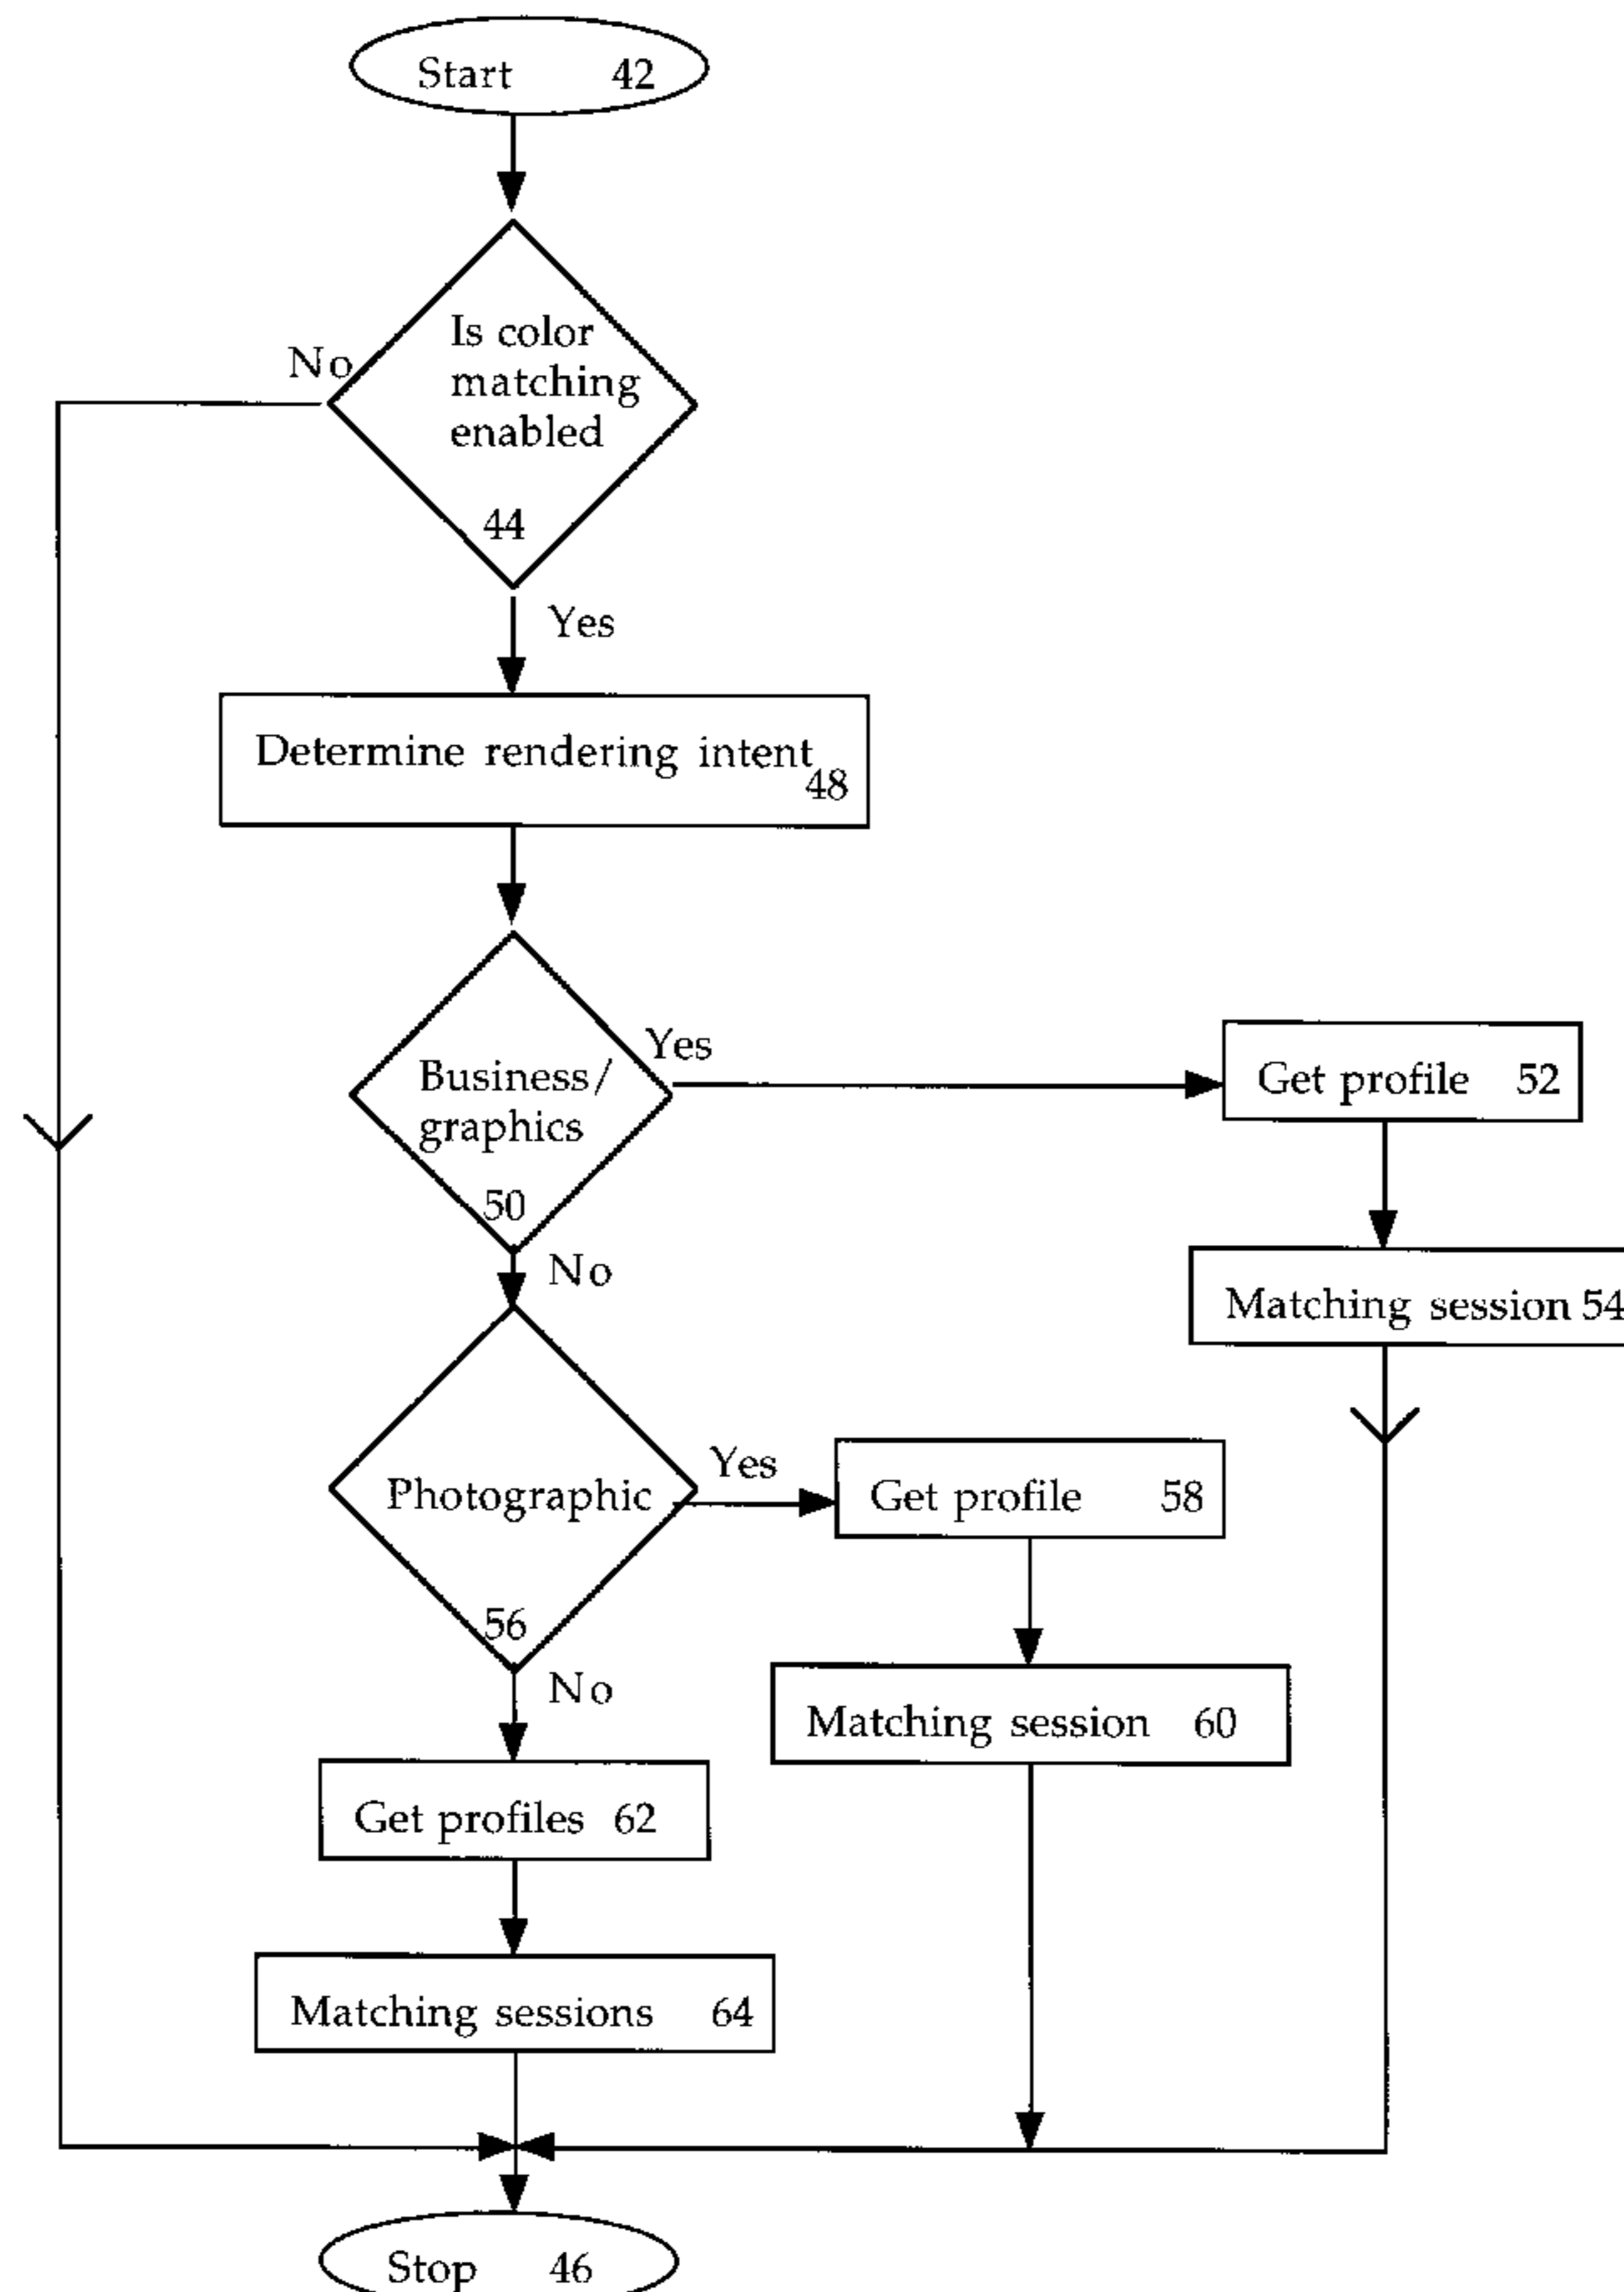 Start 42
Is color
No
matching
enabled
44
Yes
Determine rendering intent
48
Business/
graphics
50
Yes
Get profile 52
Matching session 54
No
Photographic
56
Yes
Get profile 58
Matching session 60
No
Get profiles 62
Matching sessions 64
Stop 46